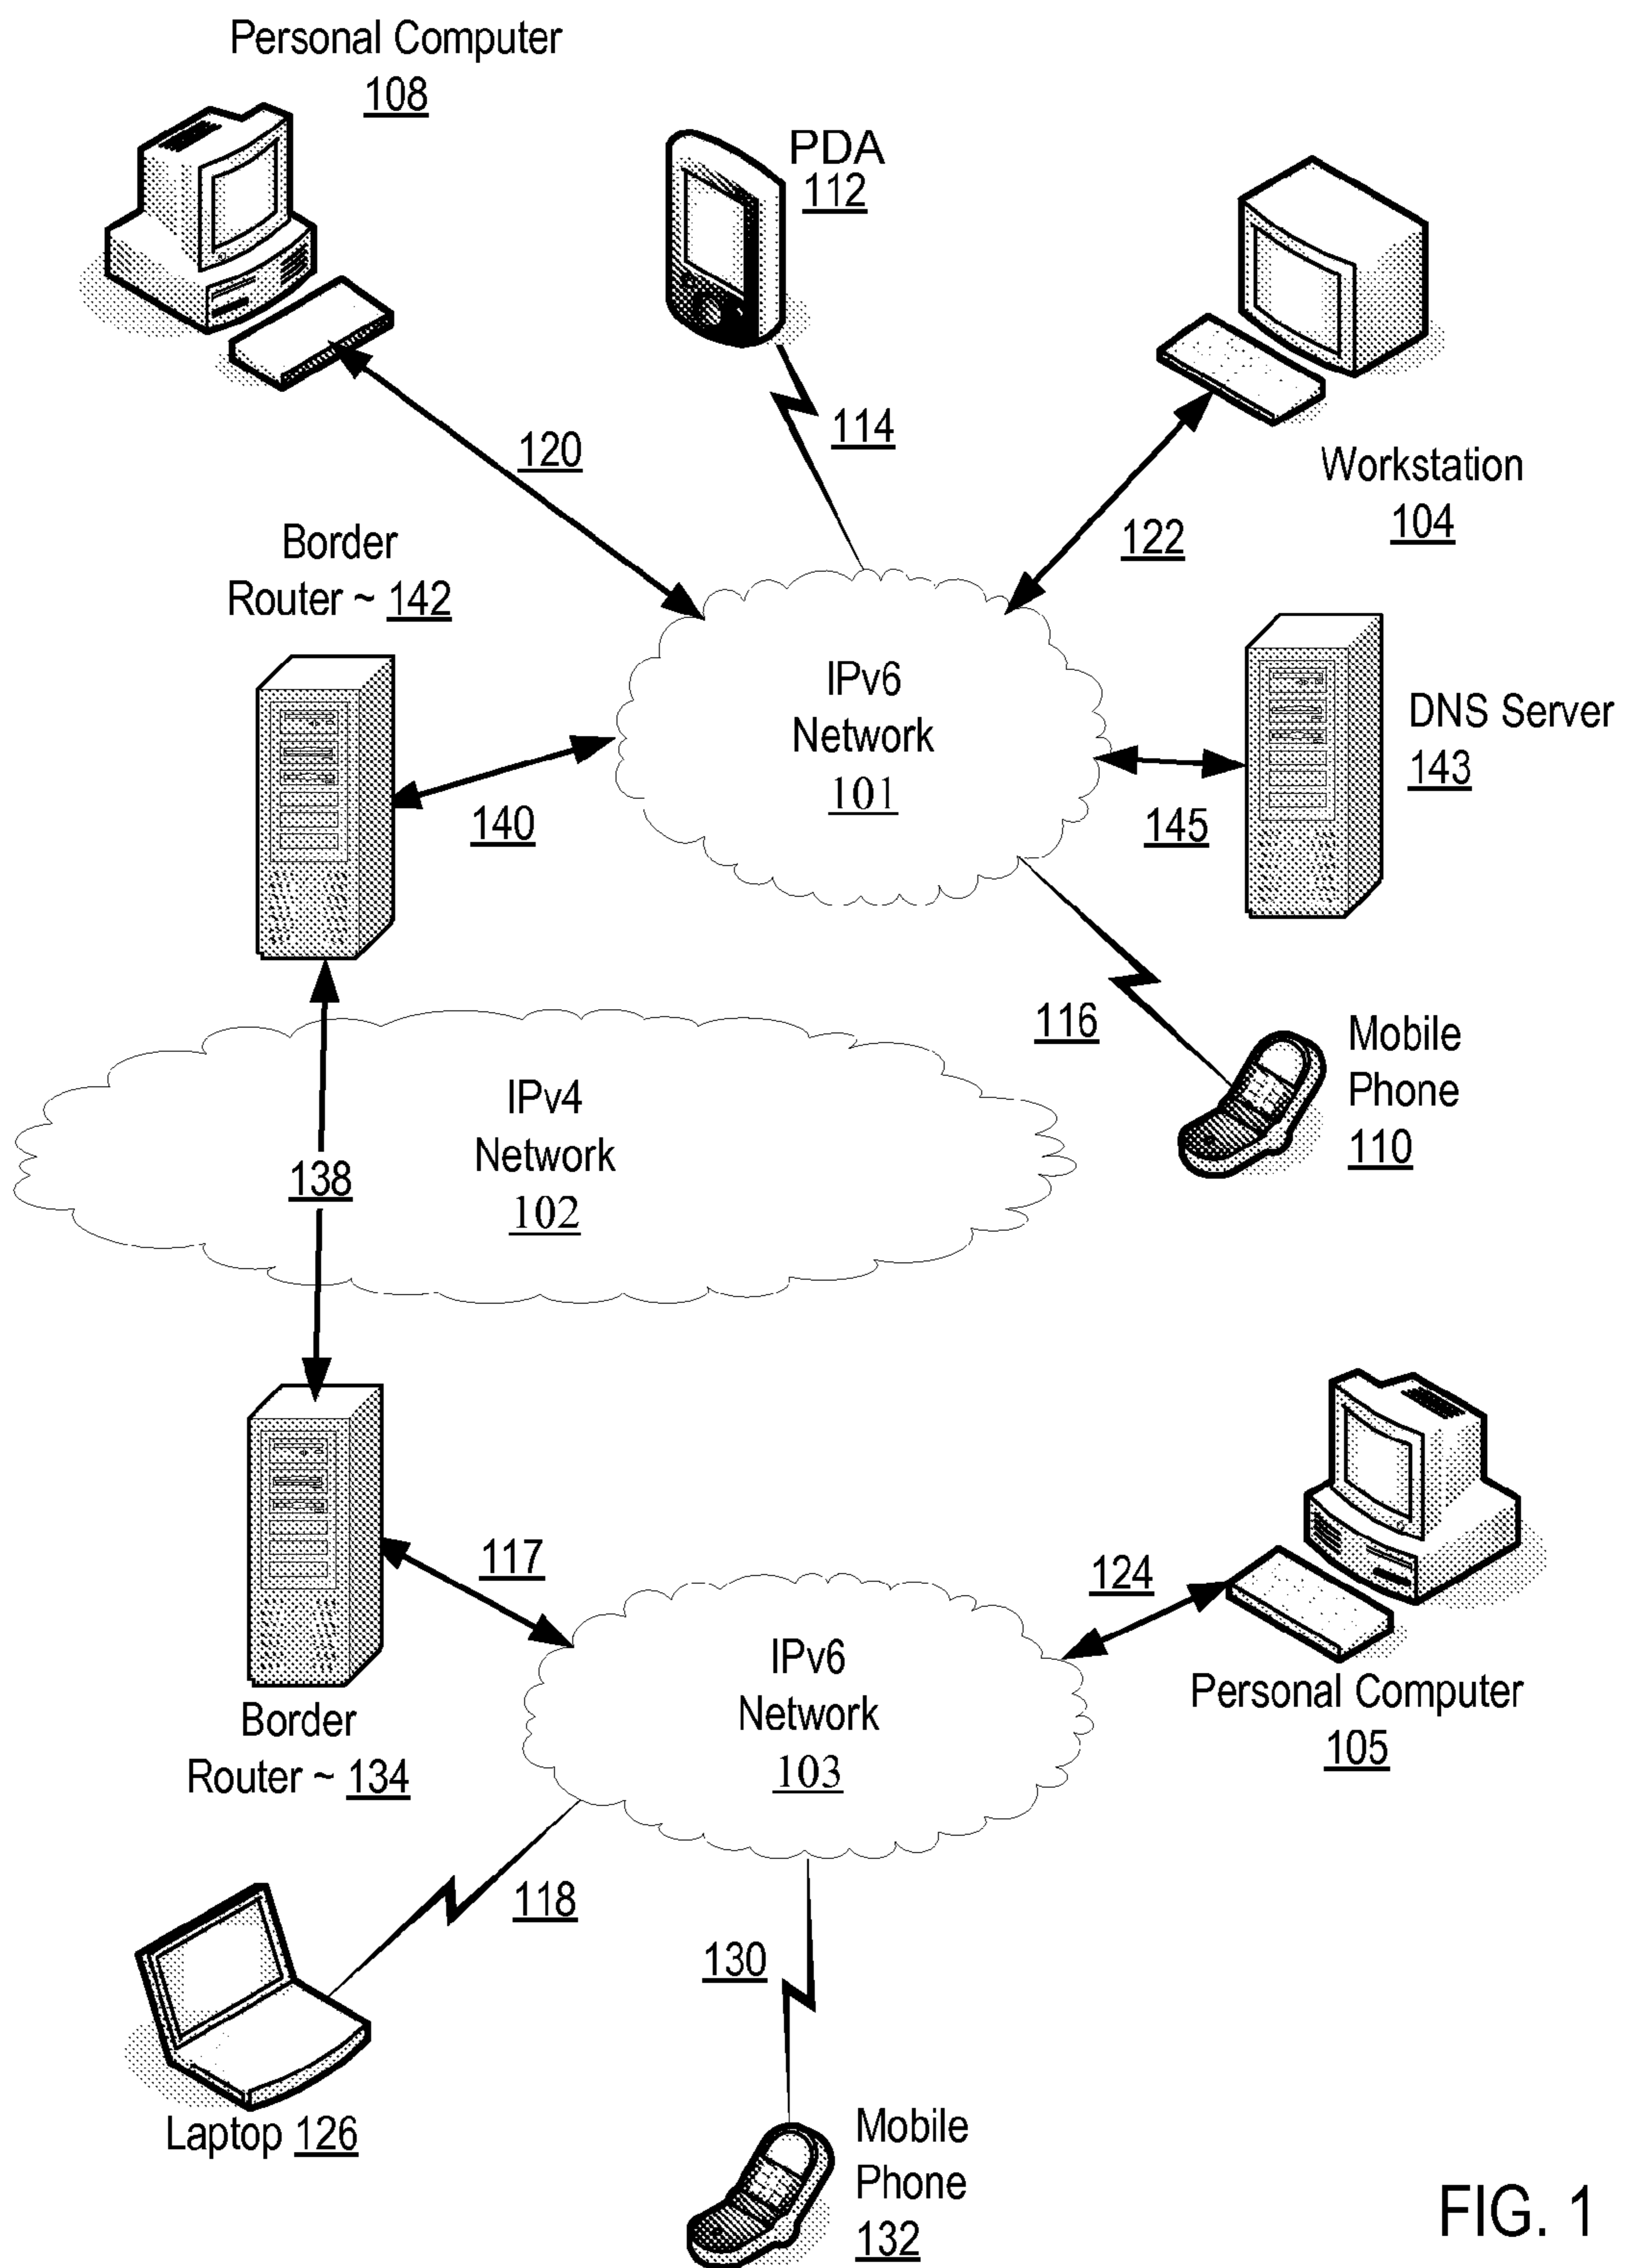 Personal Computer
108
PDA
112
120
114
Workstation
104
122
Border
Router ~ 142
IPv6
Network
101
DNS Server
143
140
145
116
Mobile
Phone
110
IPv4
Network
102
138
117
124
IPv6
Network
103
Personal Computer
105
Border
Router ~ 134
118
130
Laptop 126
Mobile
Phone
132
FIG. 1